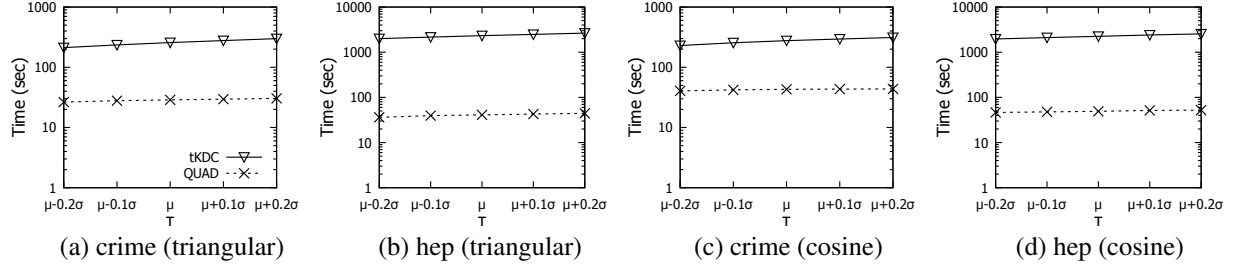 1000
100
10
1
Time (sec)
tKDC
QUAD
μ-0.2σ μ-0.1σ μ μ+0.1σ μ+0.2σ
T
(a) crime (triangular)
10000
1000
100
10
1
Time (sec)
μ-0.2σ μ-0.1σ μ μ+0.1σ μ+0.2σ
T
(b) hep (triangular)
1000
100
10
1
Time (sec)
μ-0.2σ μ-0.1σ μ μ+0.1σ μ+0.2σ
T
(c) crime (cosine)
10000
1000
100
10
1
Time (sec)
μ-0.2σ μ-0.1σ μ μ+0.1σ μ+0.2σ
T
(d) hep (cosine)